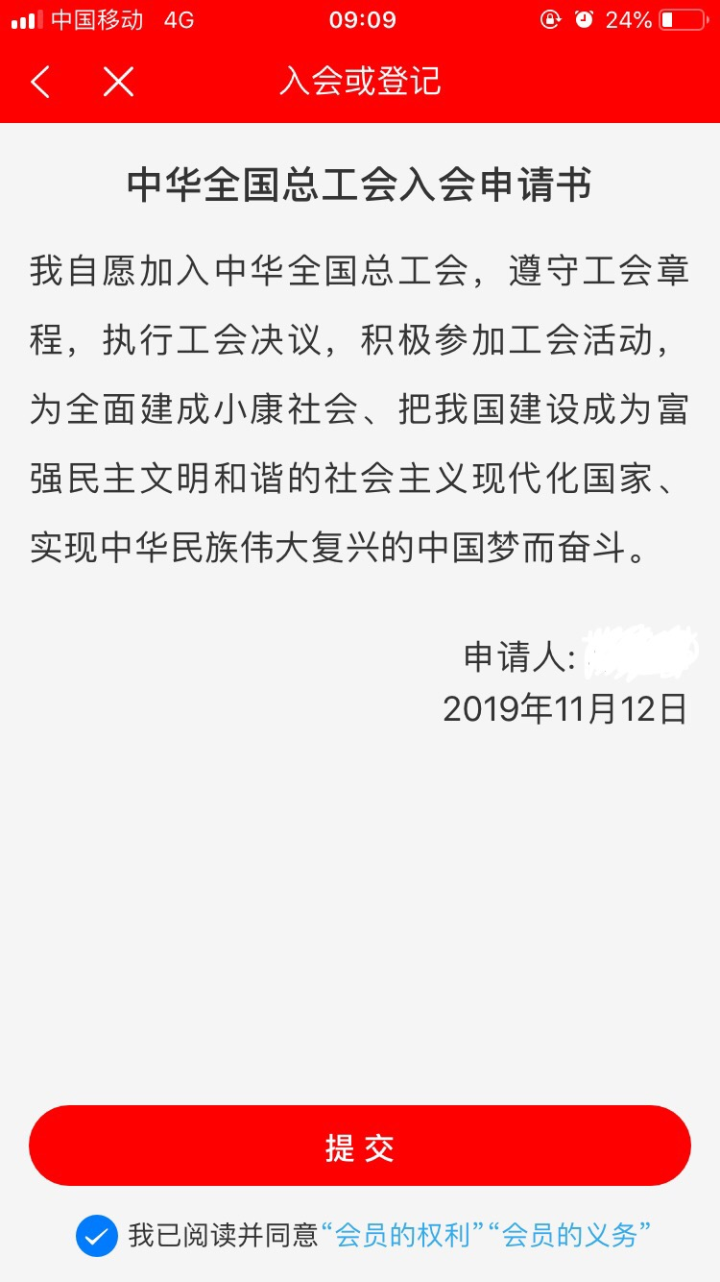 中国移动 4G 09:09 24%
入会或登记
中华全国总工会入会申请书
我自愿加入中华全国总工会，遵守工会章
程，执行工会决议，积极参加工会活动，
为全面建成小康社会、把我国建设成为富
强民主文明和谐的社会主义现代化国家、
实现中华民族伟大复兴的中国梦而奋斗。
申请人:
2019年11月12日
提交
我已阅读并同意“会员的权利”“会员的义务”